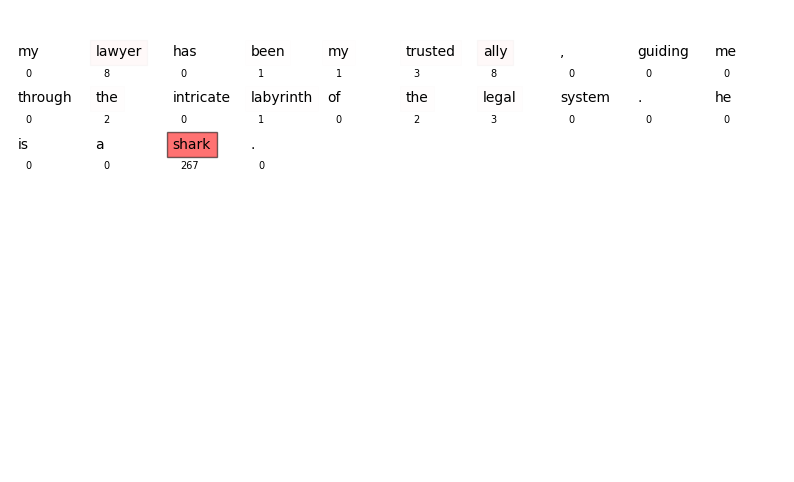 my lawyer has been my trusted ally , guiding me
0 8 0 1 1 3 8 0 0 0
through the intricate labyrinth of the legal system . he
0 2 0 1 0 2 3 0 0 0
is a shark .
0 0 267 0